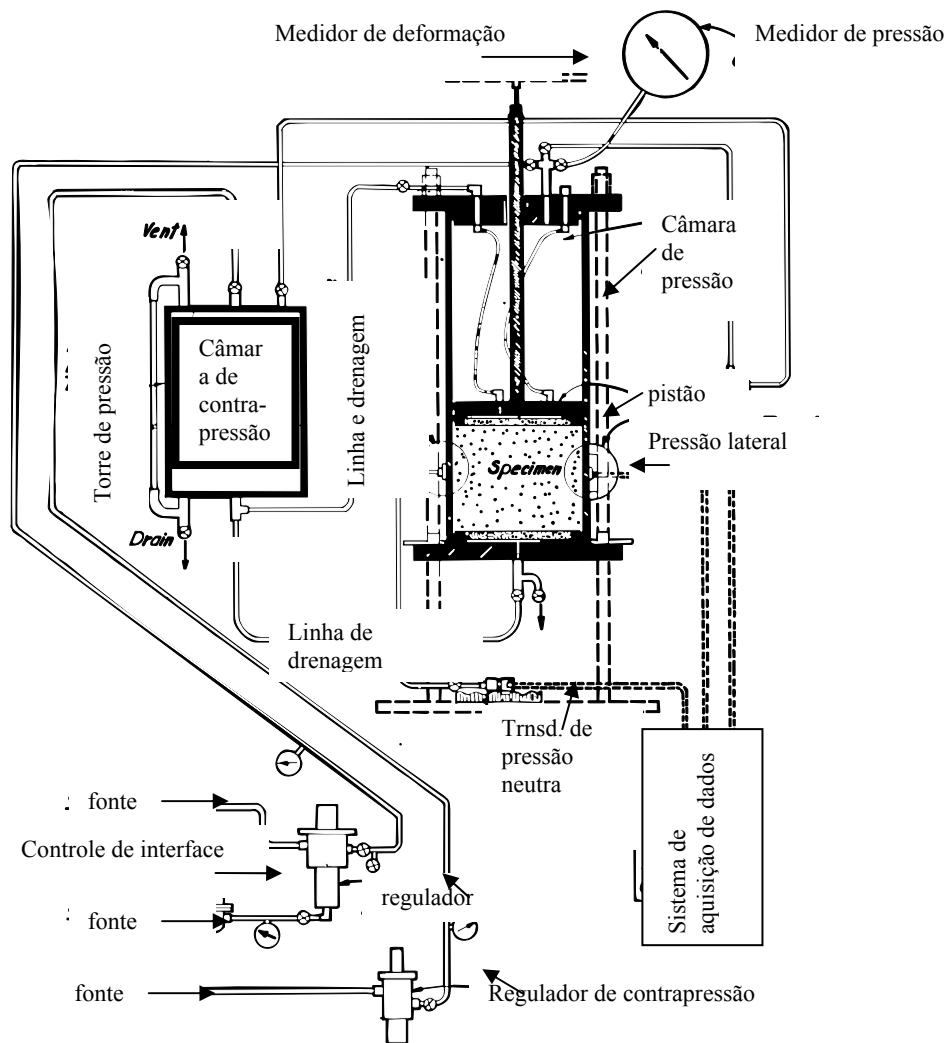 Medidor de deformação
Medidor de pressão
Vent
Câmara
de
pressão
Torre de pressão
Câmar
a de
contra-
pressão
Linha e drenagem
pistão
Pressão lateral
Specimen
Drain
Linha de
drenagem
Trnsd. de
pressão
neutra
fonte
Controle de interface
regulador
fonte
Sistema de
aquisição de dados
fonte
Regulador de contrapressão